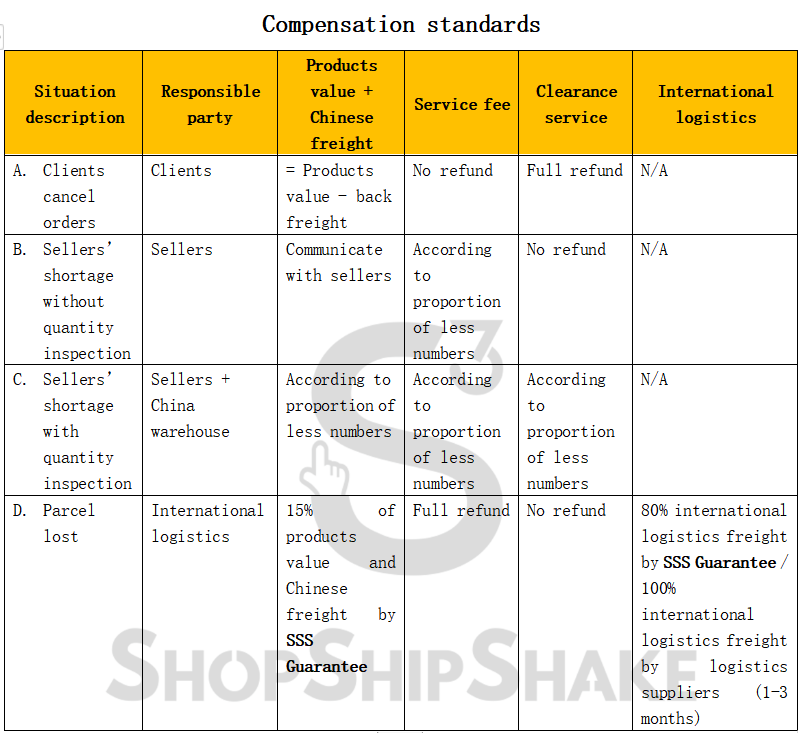 Compensation standards
Situation
description
Responsible
party
Products
value +
Chinese
freight
Service fee
Clearance
service
International
logistics
A. Clients
cancel
orders
Clients
= Products
value - back
freight
No refund
Full refund
N/A
B. Sellers'
shortage
without
quantity
inspection
Sellers
Communicate
with sellers
According
to
proportion
of less
numbers
No refund
N/A
C. Sellers'
shortage
with
quantity
inspection
Sellers +
China
warehouse
According to
proportion of
less numbers
According
to
proportion
of less
numbers
According
to
proportion
of less
numbers
N/A
D. Parcel
lost
International
logistics
15% of
products
value and
Chinese
freight by
SSS
Guarantee
Full refund
No refund
80% international
logistics freight
by SSS Guarantee /
100%
international
logistics freight
by logistics
suppliers (1-3
months)
S3
SHOPSHIPSHAKE